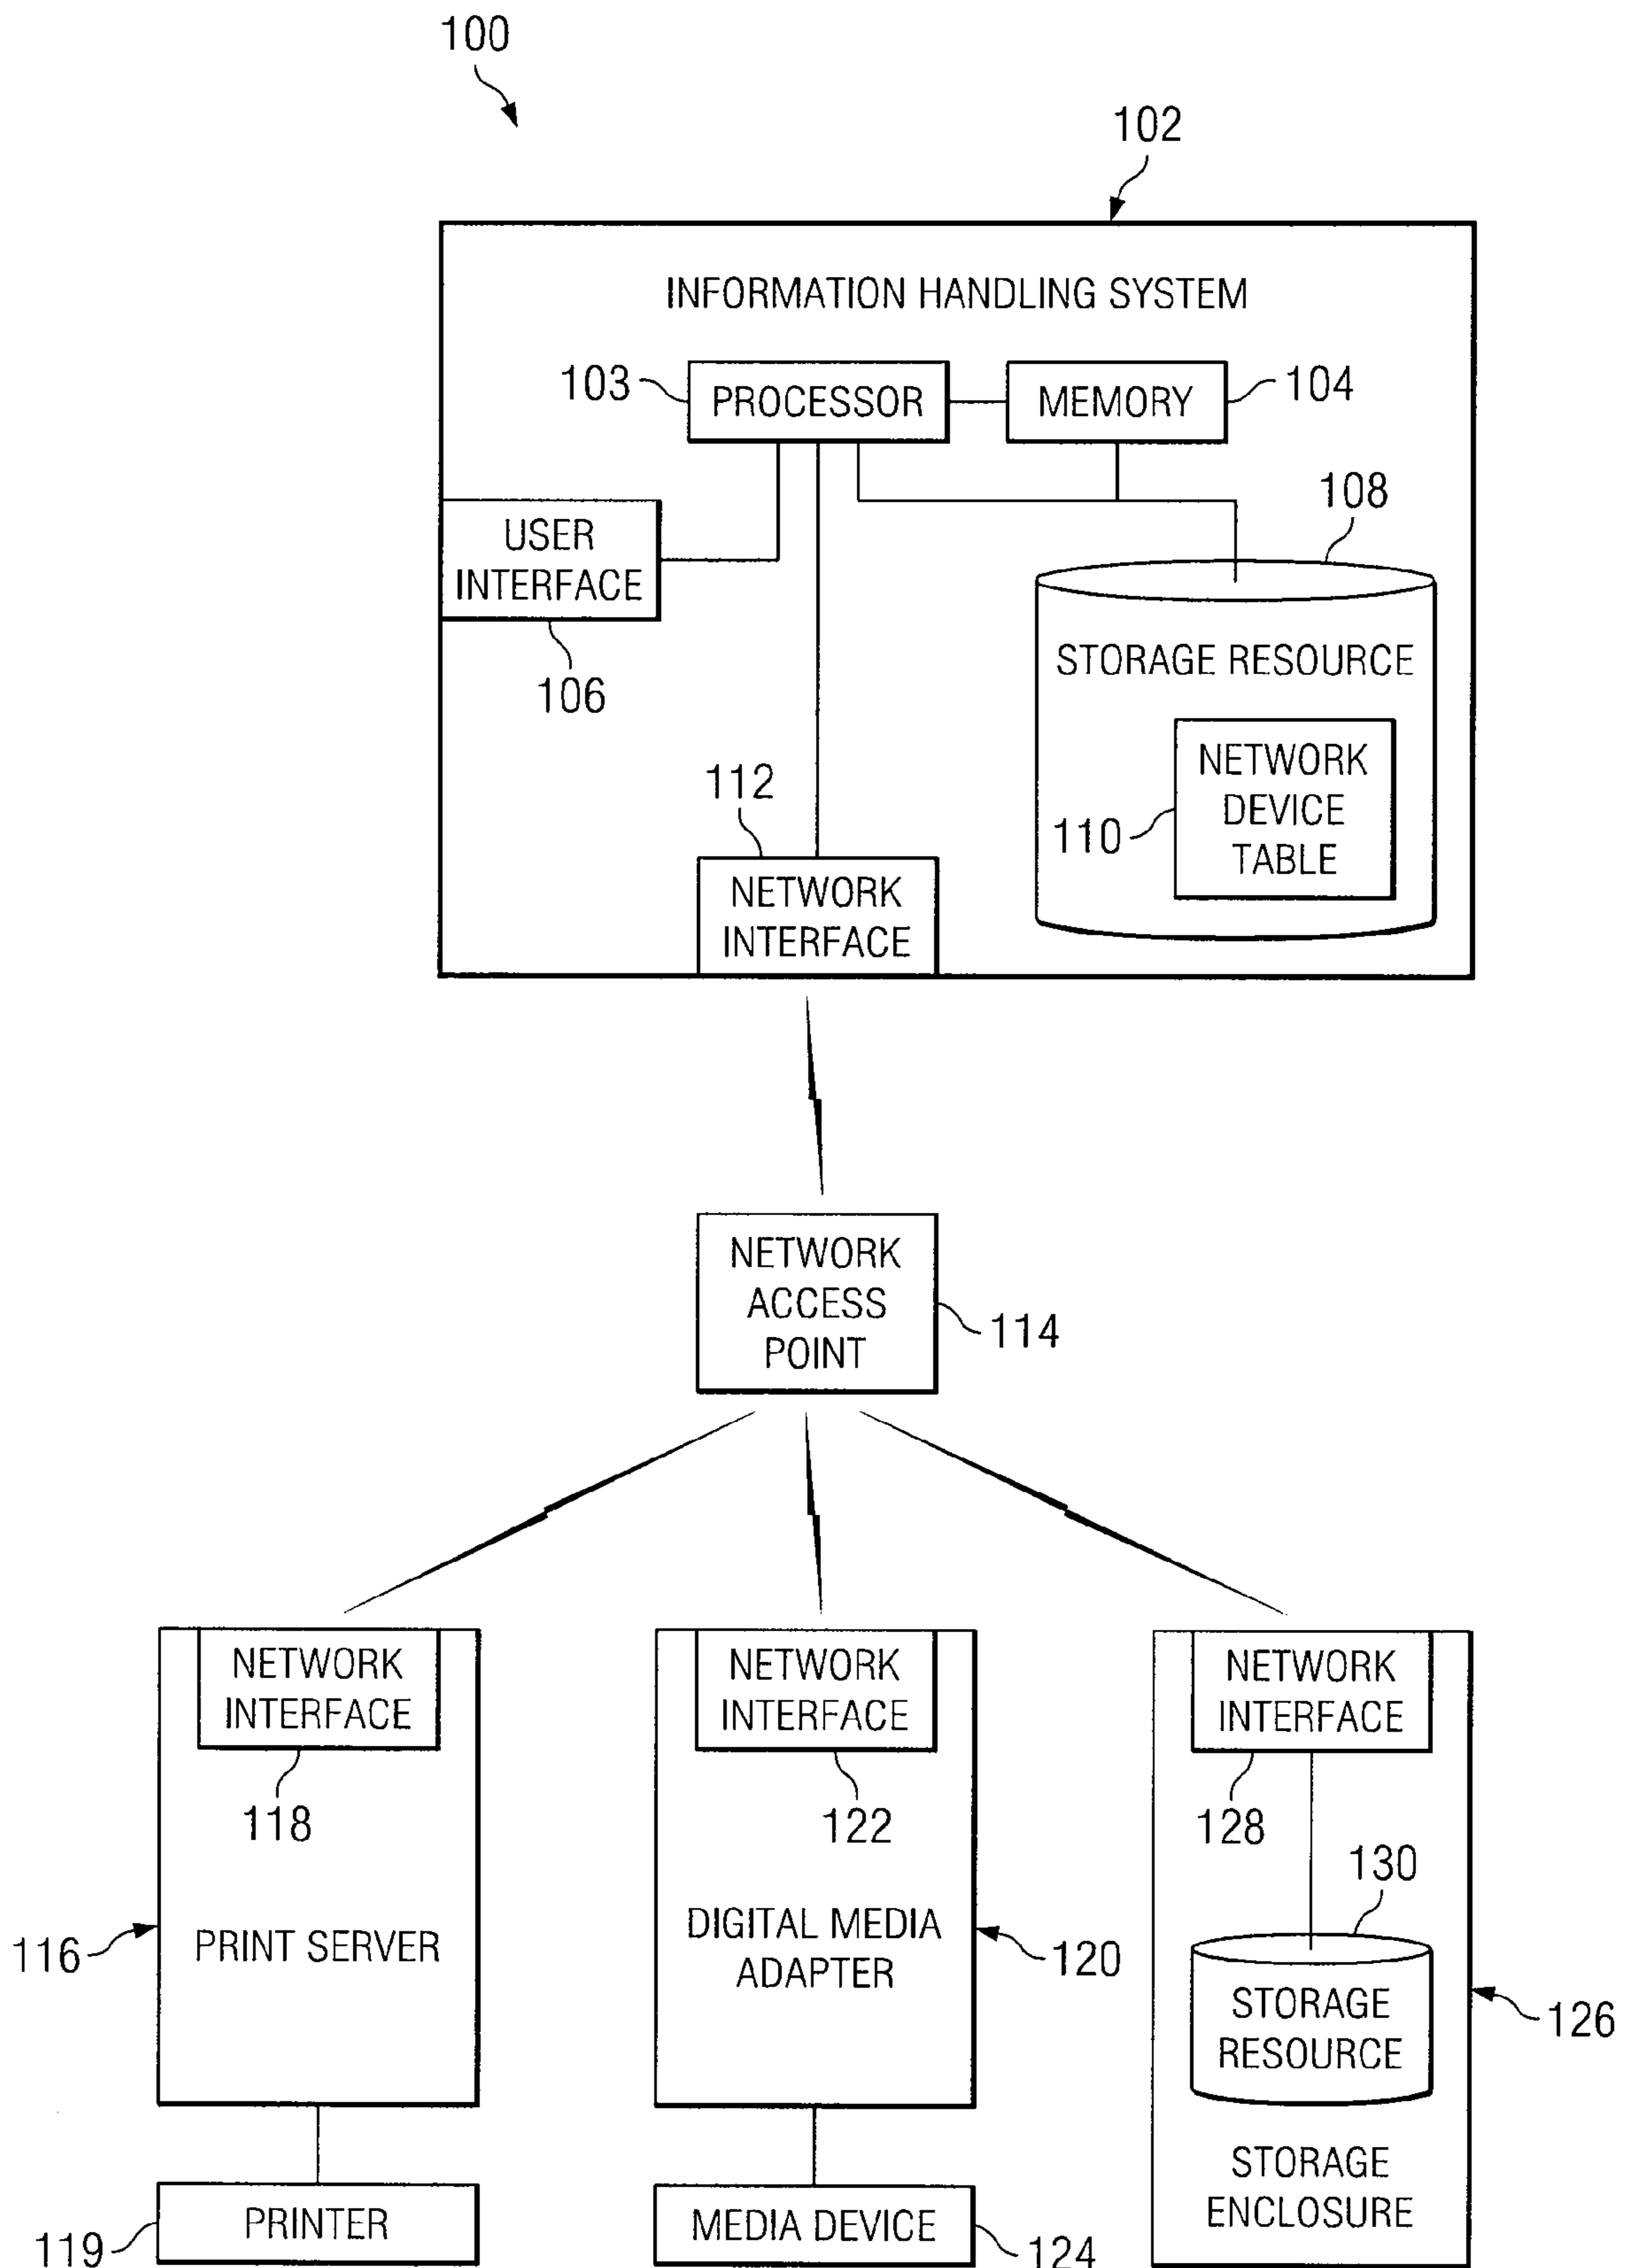 100
102
INFORMATION HANDLING SYSTEM
103
PROCESSOR
MEMORY
104
108
USER
INTERFACE
106
STORAGE RESOURCE
NETWORK
DEVICE
TABLE
110
112
NETWORK
INTERFACE
NETWORK
ACCESS
POINT
114
NETWORK
INTERFACE
118
116
PRINT SERVER
PRINTER
119
NETWORK
INTERFACE
122
DIGITAL MEDIA
ADAPTER
120
MEDIA DEVICE
124
NETWORK
INTERFACE
128
130
STORAGE
RESOURCE
126
STORAGE
ENCLOSURE